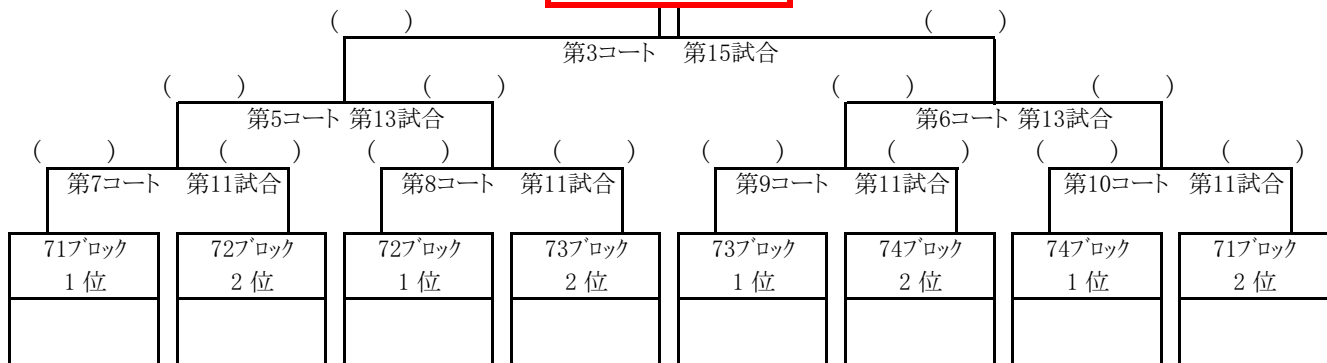 (　　　)　(　　　)
第3コート　第15試合
(　　　)　(　　　)　(　　　)　(　　　)
第5コート 第13試合　第6コート 第13試合
(　　　)　(　　　)　(　　　)　(　　　)　(　　　)　(　　　)　(　　　)　(　　　)
第7コート　第11試合　第8コート　第11試合　第9コート　第11試合　第10コート　第11試合
71ブロック　72ブロック　72ブロック　73ブロック　73ブロック　74ブロック　74ブロック　71ブロック
1 位　2 位　1 位　2 位　1 位　2 位　1 位　2 位